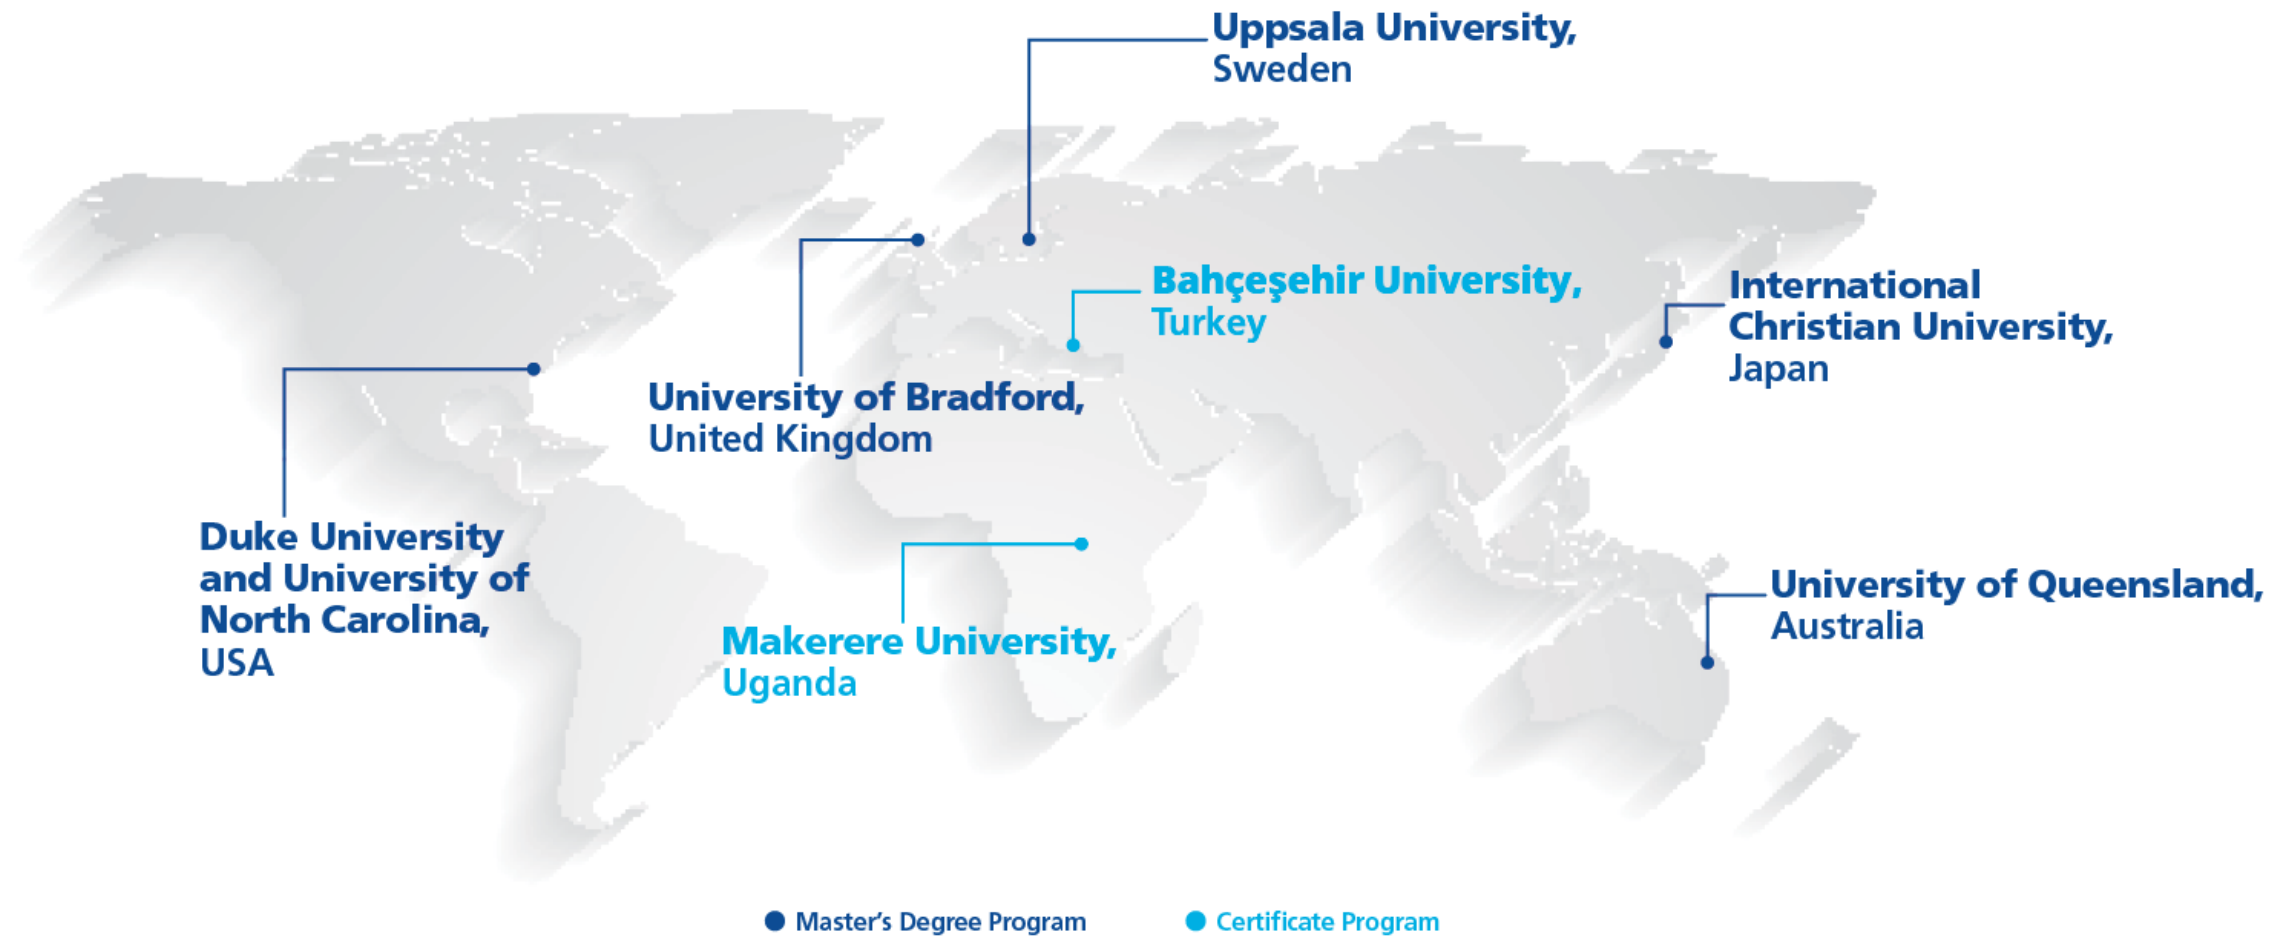 Uppsala University,
Sweden
Bahçeşehir University,
Turkey
International
Christian University,
Japan
University of Bradford,
United Kingdom
Duke University
and University of
North Carolina,
USA
Makerere University,
Uganda
University of Queensland,
Australia
Master's Degree Program
Certificate Program